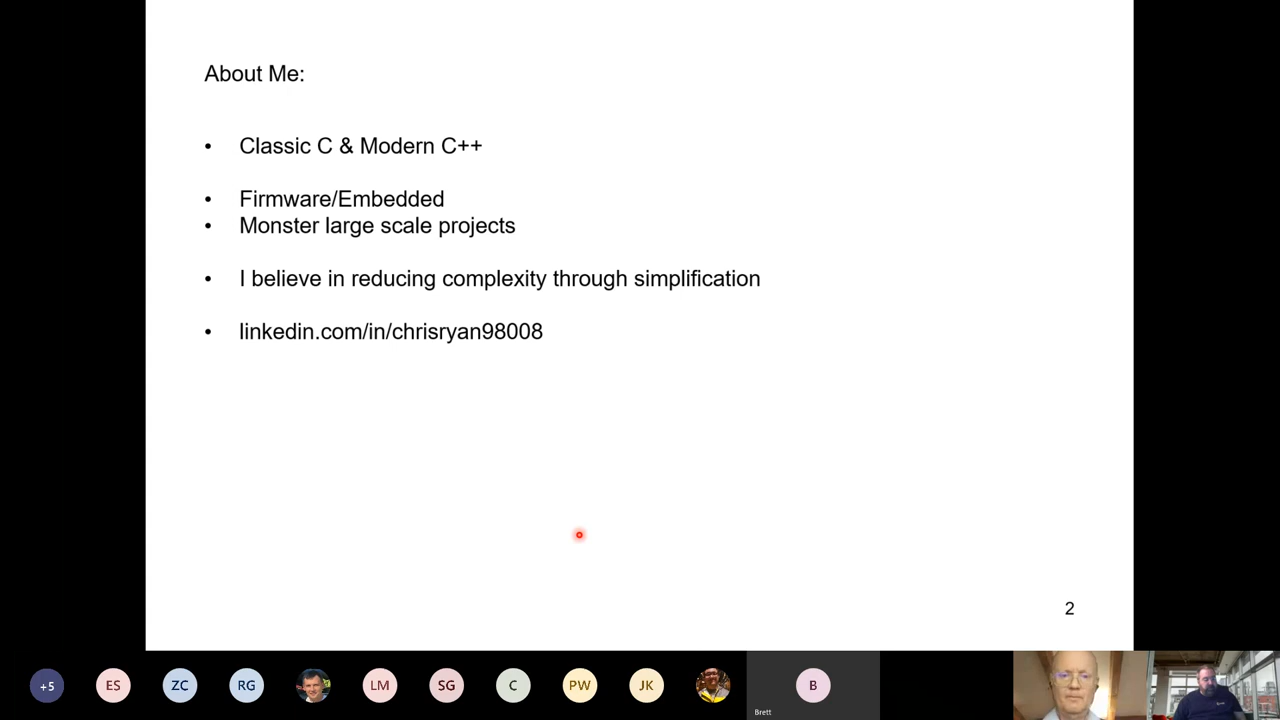 About Me:
• Classic C & Modern C++
• Firmware/Embedded
• Monster large scale projects
• I believe in reducing complexity through simplification
• linkedin.com/in/chrisryan98008
2
+5
ES
ZC
RG
LM
SG
C
PW
JK
B
Brett